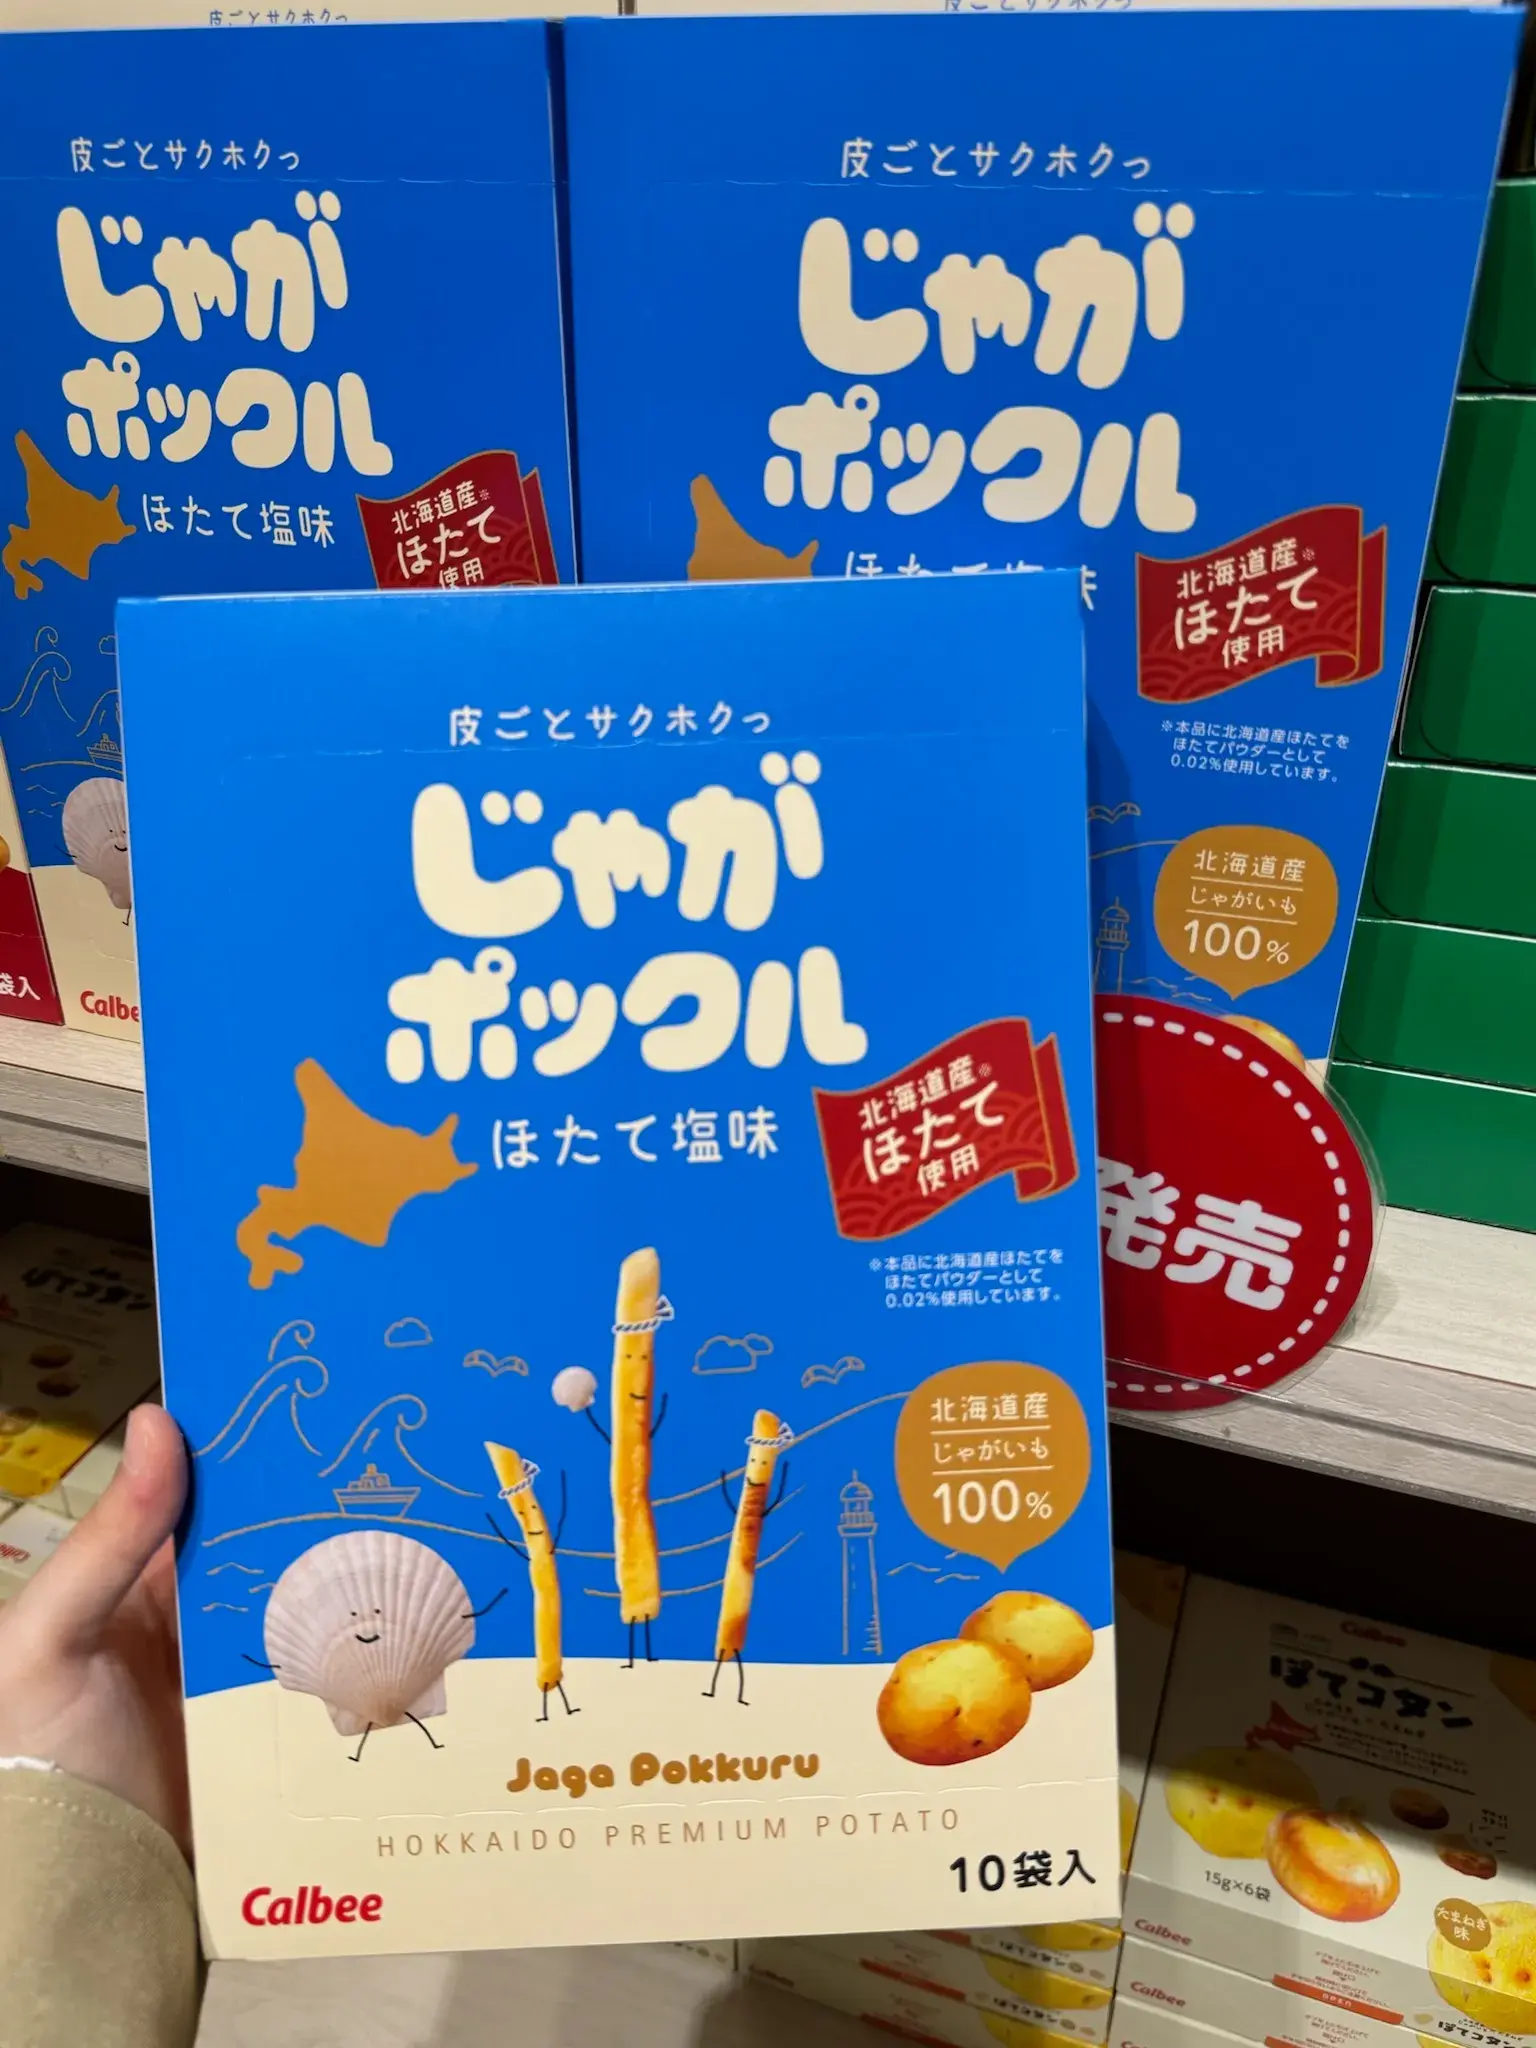 皮ごとサクホクっ
じゃが
ポックル
ほたて塩味
北海道産※
ほたて
使用
袋入
皮ごとサクホクっ
じゃが
ポックル
北海道産※
ほたて
使用
※本品に北海道産ほたてを
ほたてパウダーとして
0.02%使用しています。
北海道産
じゃがいも
100%
皮ごとサクホクっ
じゃが
ポックル
ほたて塩味
北海道産※
ほたて
使用
※本品に北海道産ほたてを
ほたてパウダーとして
0.02%使用しています。
北海道産
じゃがいも
100%
Jaga Pokkuru
HOKKAIDO PREMIUM POTATO
10袋入
Calbee
発売
Calbee
ぽてコタン
15g×6袋
たまねぎ
味
Calbee
Calbee
ぽてコタン